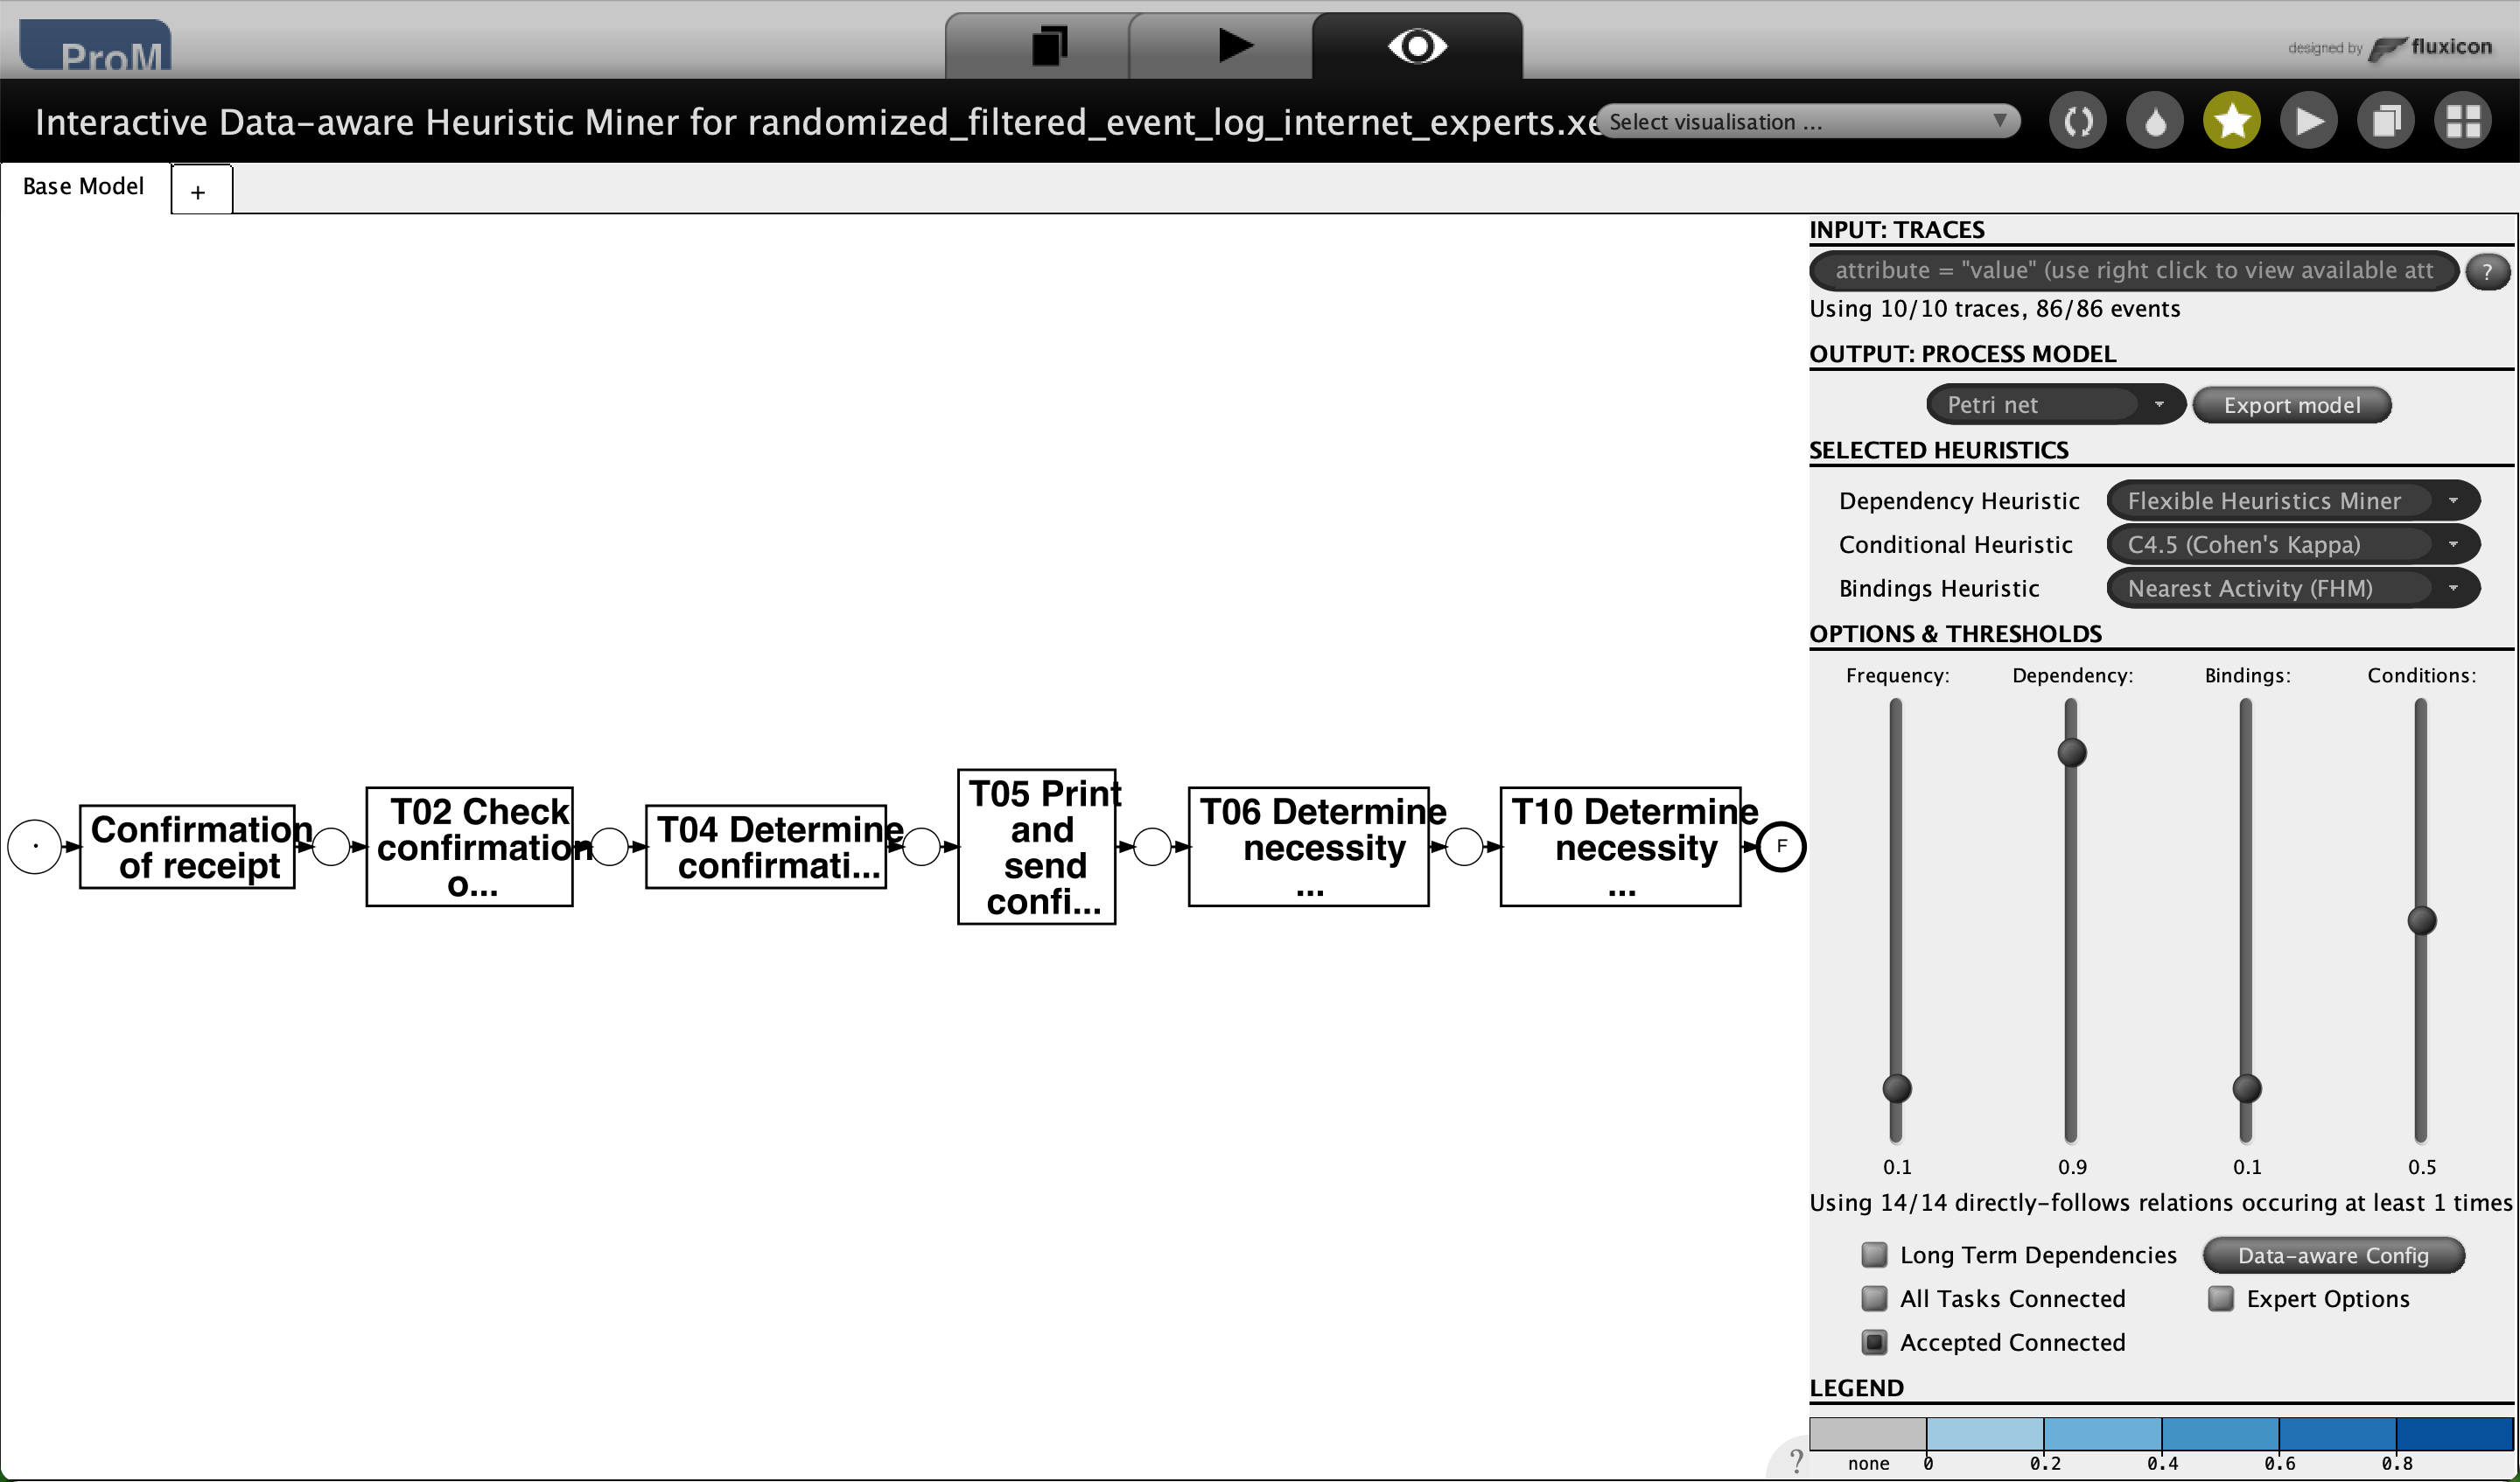 ProM
designed by fluxicon
Interactive Data-aware Heuristic Miner for randomized_filtered_event_log_internet_experts.xe
Select visualisation ...
Base Model
+
INPUT: TRACES
attribute = "value" (use right click to view available att
?
Using 10/10 traces, 86/86 events
OUTPUT: PROCESS MODEL
Petri net
Export model
SELECTED HEURISTICS
Dependency Heuristic
Flexible Heuristics Miner
Conditional Heuristic
C4.5 (Cohen's Kappa)
Bindings Heuristic
Nearest Activity (FHM)
OPTIONS & THRESHOLDS
Frequency:
Dependency:
Bindings:
Conditions:
Confirmation
of receipt
T02 Check
confirmation
o...
T04 Determine
confirmati...
T05 Print
and
send
confi...
T06 Determine
necessity
...
T10 Determine
necessity
...
F
0.1
0.9
0.1
0.5
Using 14/14 directly-follows relations occuring at least 1 times
Long Term Dependencies
Data-aware Config
All Tasks Connected
Expert Options
Accepted Connected
LEGEND
none 0 0.2 0.4 0.6 0.8
?